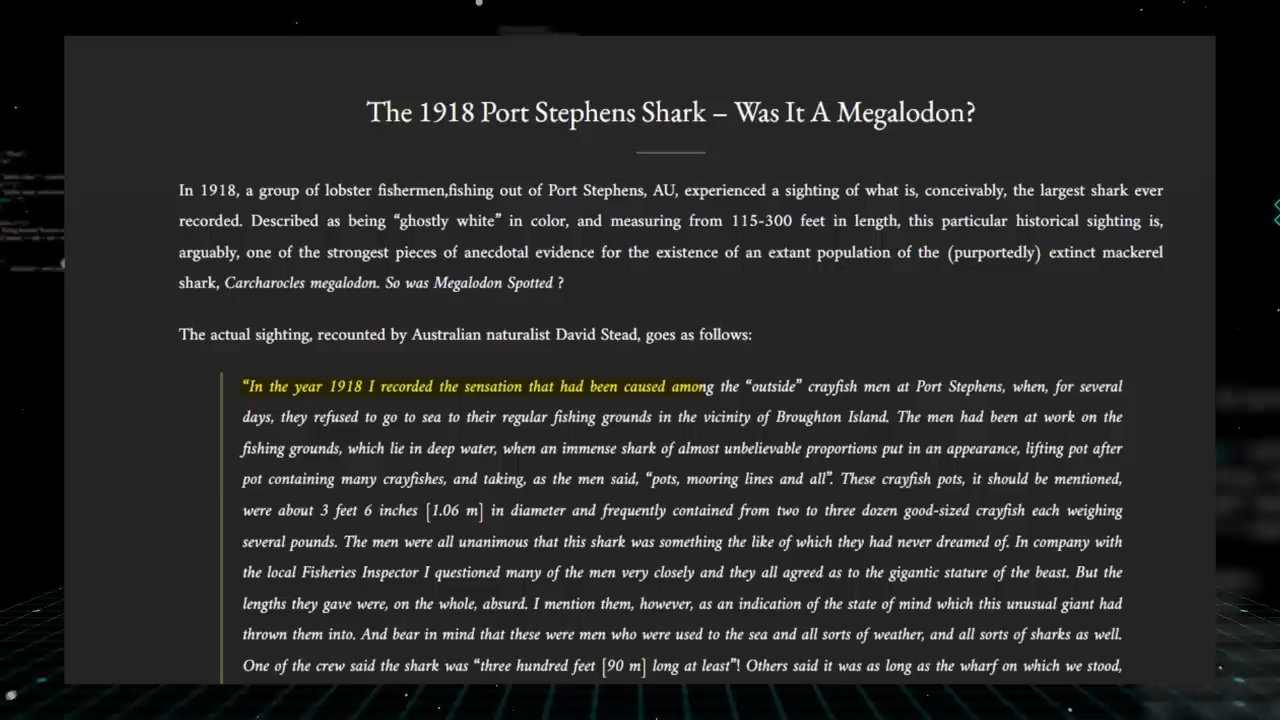 The 1918 Port Stephens Shark – Was It A Megalodon?
In 1918, a group of lobster fishermen,fishing out of Port Stephens, AU, experienced a sighting of what is, conceivably, the largest shark ever
recorded. Described as being “ghostly white” in color, and measuring from 115-300 feet in length, this particular historical sighting is,
arguably, one of the strongest pieces of anecdotal evidence for the existence of an extant population of the (purportedly) extinct mackerel
shark, Carcharocles megalodon. So was Megalodon Spotted ?
The actual sighting, recounted by Australian naturalist David Stead, goes as follows:
“In the year 1918 I recorded the sensation that had been caused among the “outside” crayfish men at Port Stephens, when, for several
days, they refused to go to sea to their regular fishing grounds in the vicinity of Broughton Island. The men had been at work on the
fishing grounds, which lie in deep water, when an immense shark of almost unbelievable proportions put in an appearance, lifting pot after
pot containing many crayfishes, and taking, as the men said, “pots, mooring lines and all”. These crayfish pots, it should be mentioned,
were about 3 feet 6 inches [1.06 m] in diameter and frequently contained from two to three dozen good-sized crayfish each weighing
several pounds. The men were all unanimous that this shark was something the like of which they had never dreamed of. In company with
the local Fisheries Inspector I questioned many of the men very closely and they all agreed as to the gigantic stature of the beast. But the
lengths they gave were, on the whole, absurd. I mention them, however, as an indication of the state of mind which this unusual giant had
thrown them into. And bear in mind that these were men who were used to the sea and all sorts of weather, and all sorts of sharks as well.
One of the crew said the shark was “three hundred feet [90 m] long at least”! Others said it was as long as the wharf on which we stood,